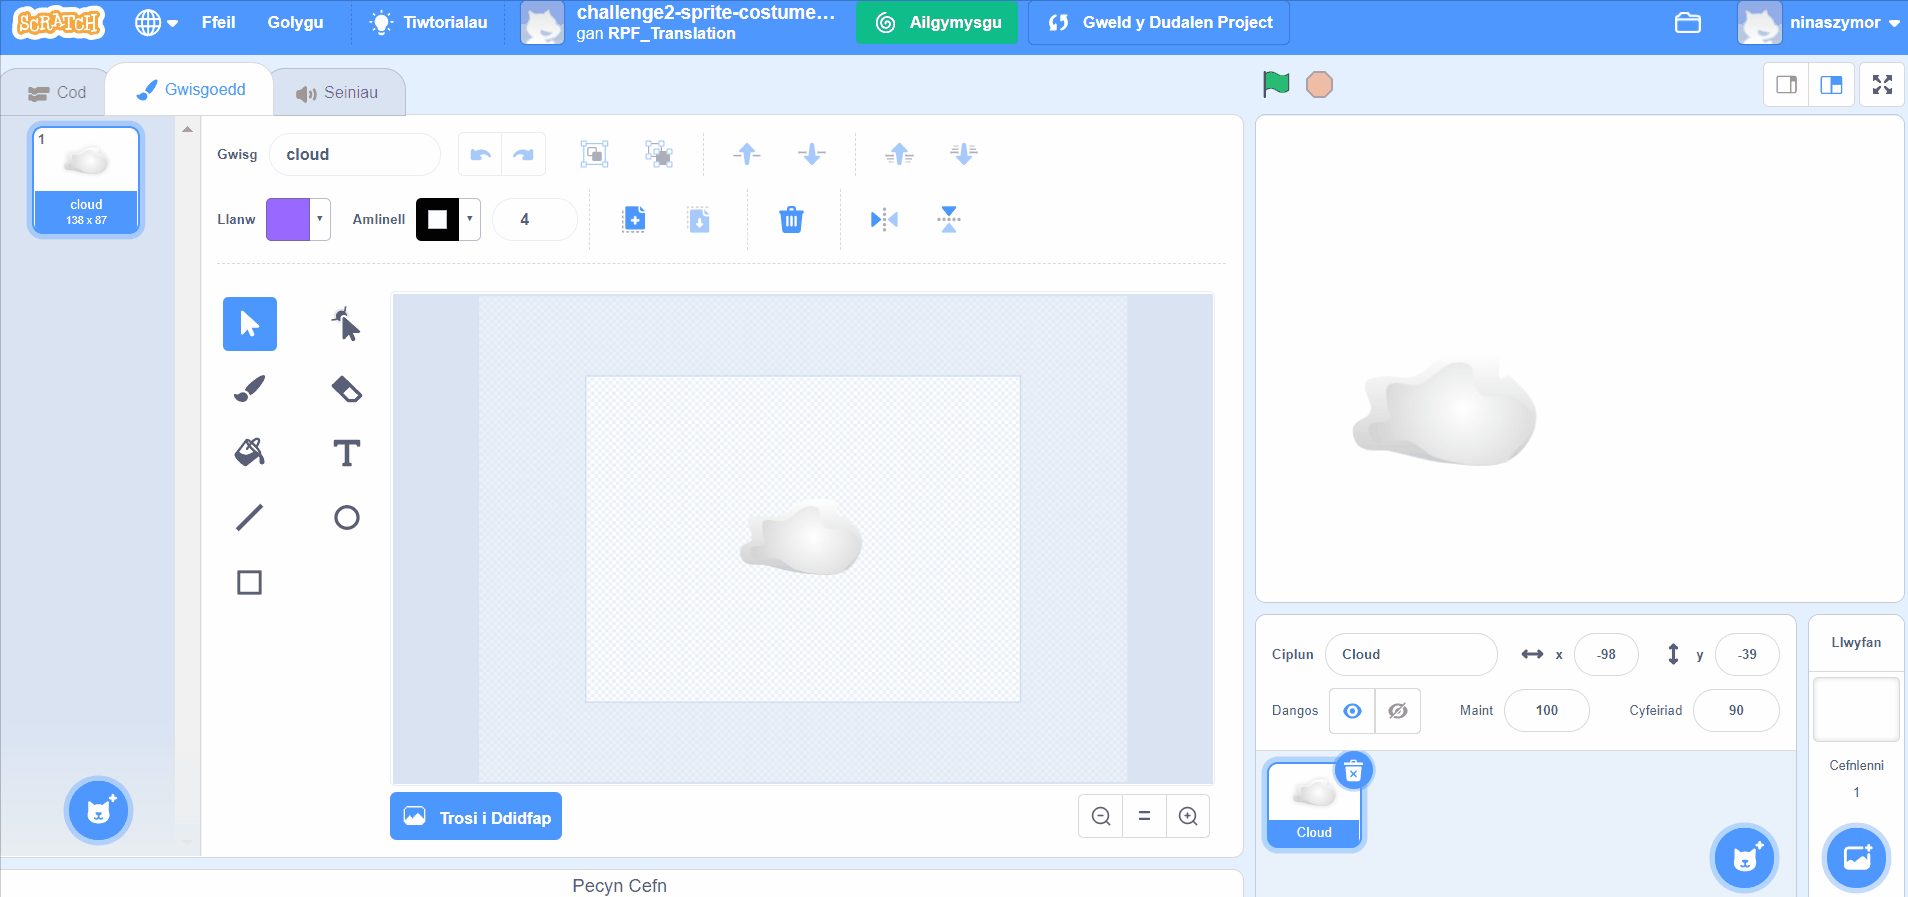 SCRATCH
Ffeil
Golygu
Tiwtorialau
challenge2-sprite-costume...
gan RPF_Translation
Ailgymysgu
Gweld y Dudalen Project
ninaszymor
Cod
Gwisgoedd
Seiniau
1
cloud
138 x 87
Gwisg
cloud
Llanw
Amlinell
4
Trosi i Ddidfap
Pecyn Cefn
Ciplun
Cloud
x
-98
y
-39
Dangos
Maint
100
Cyfeiriad
90
Cloud
Llwyfan
Cefnlenni
1